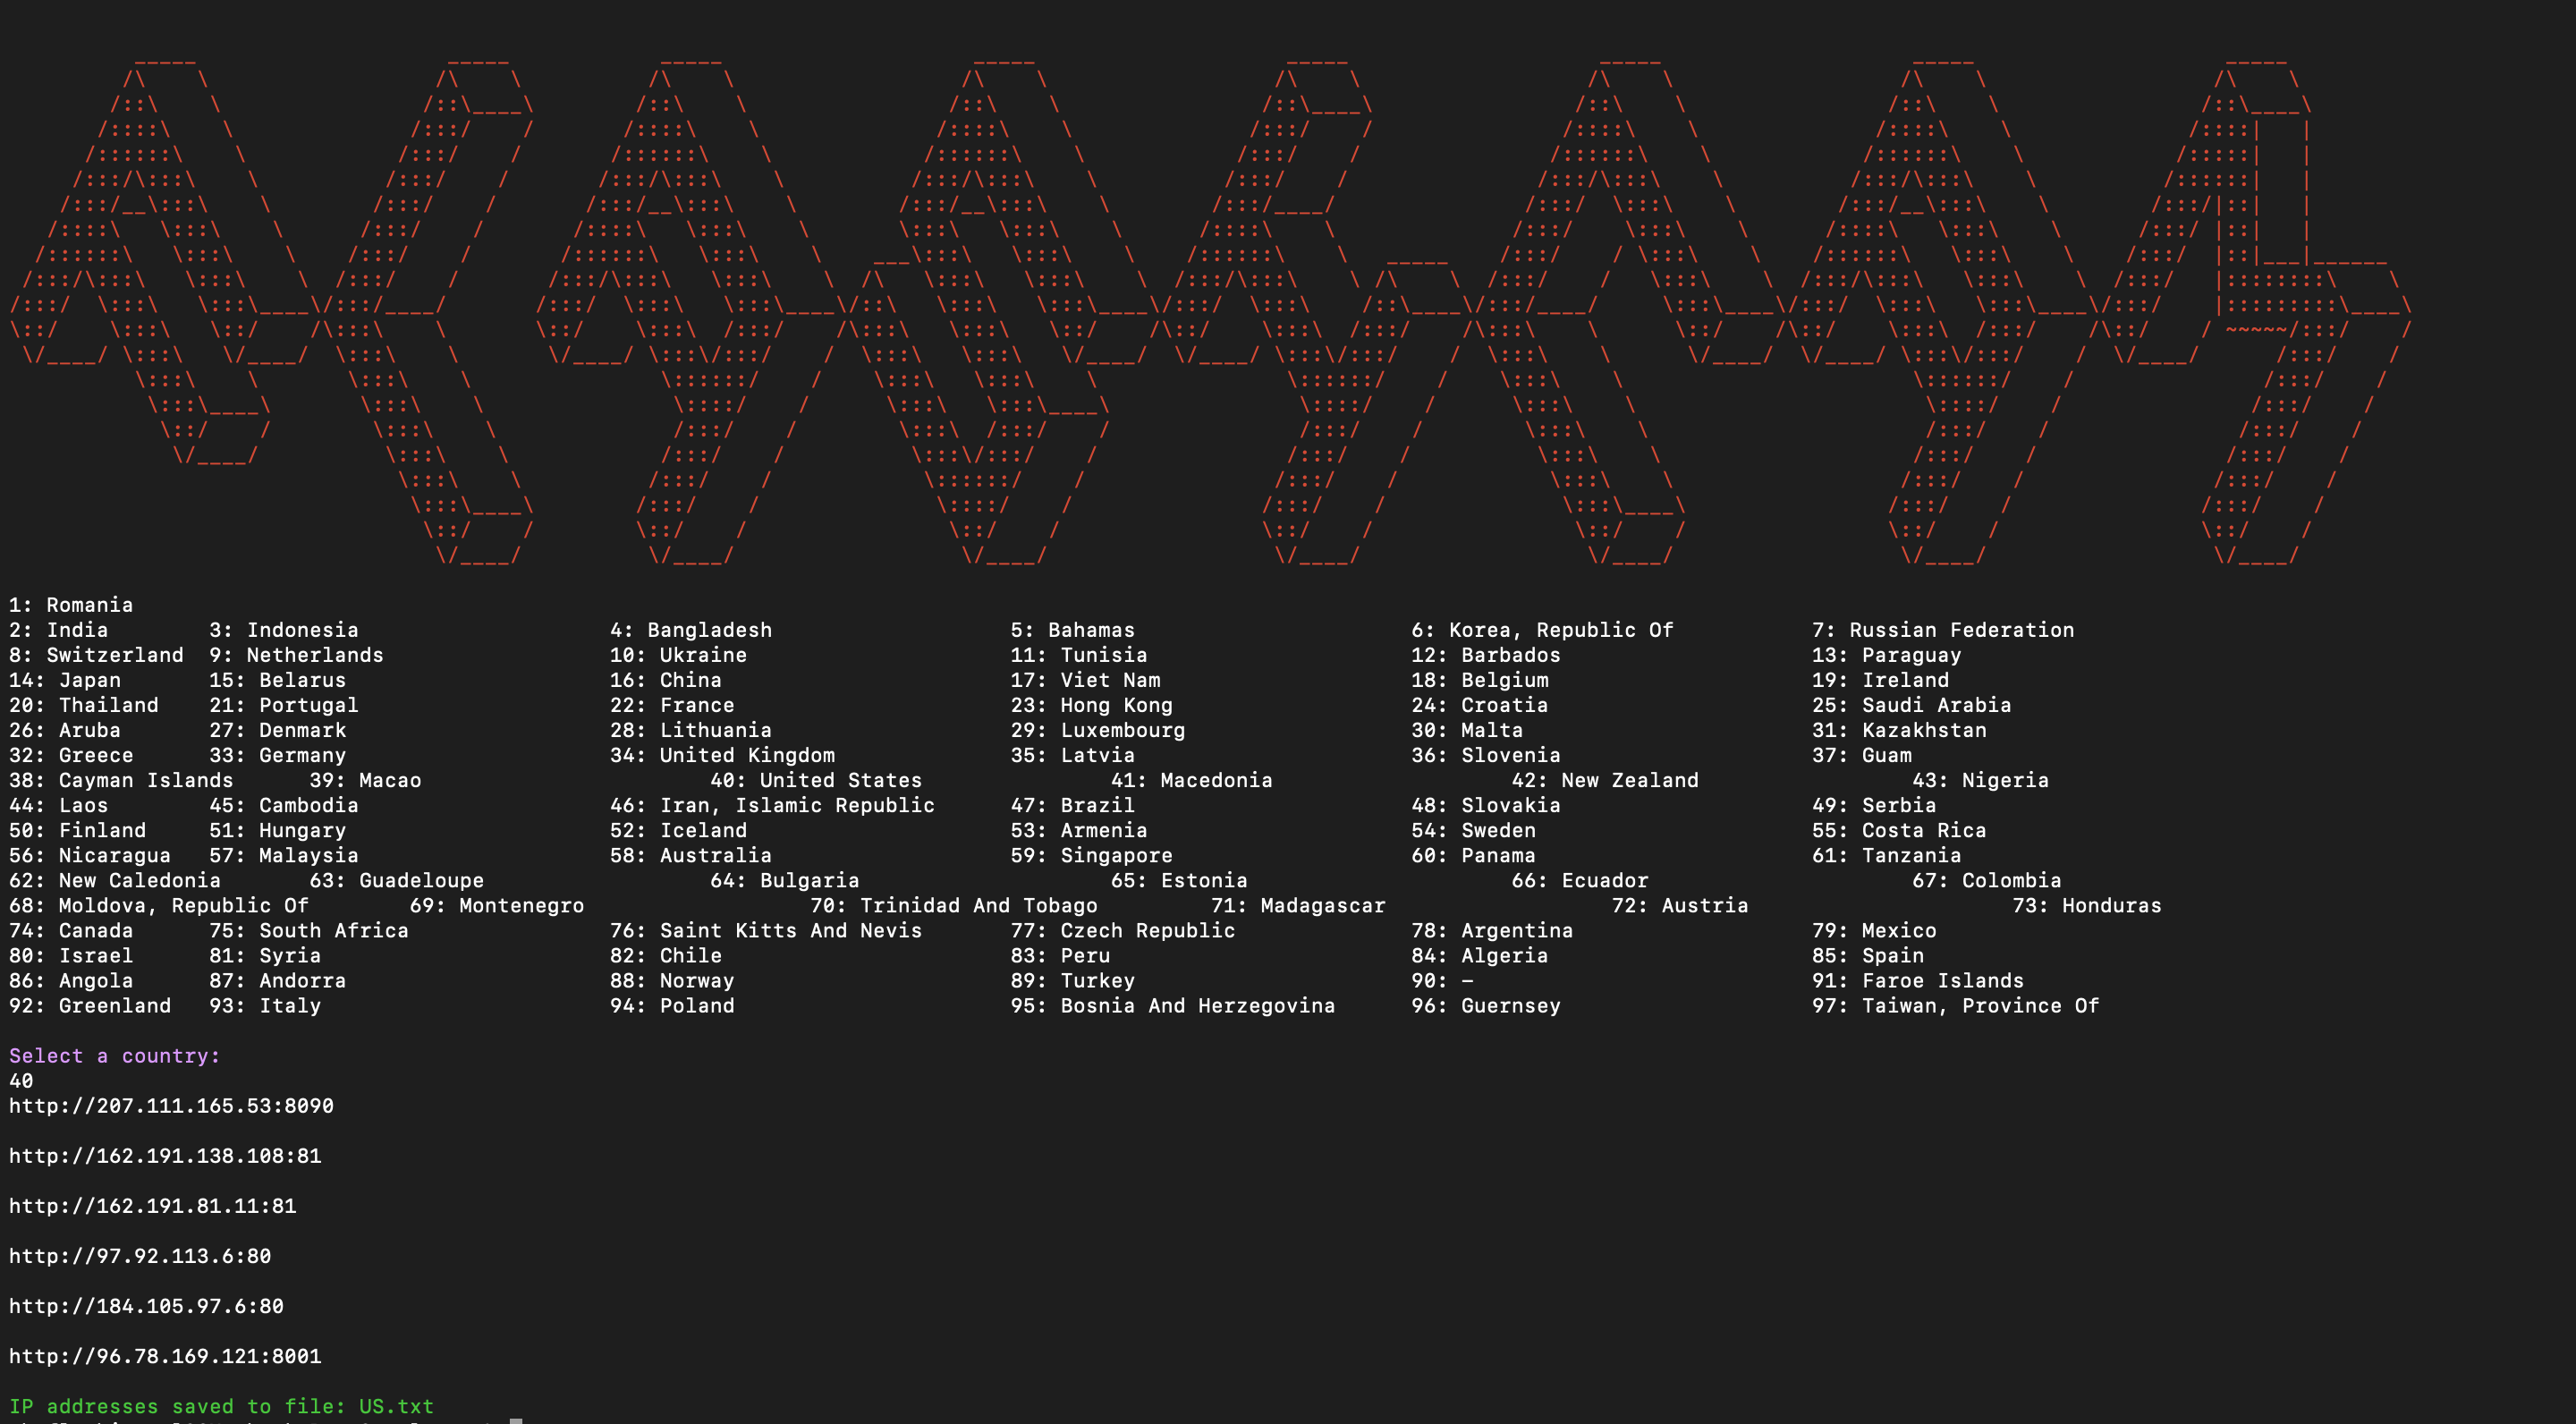 1: Romania
2: India 3: Indonesia 4: Bangladesh 5: Bahamas 6: Korea, Republic Of 7: Russian Federation
8: Switzerland 9: Netherlands 10: Ukraine 11: Tunisia 12: Barbados 13: Paraguay
14: Japan 15: Belarus 16: China 17: Viet Nam 18: Belgium 19: Ireland
20: Thailand 21: Portugal 22: France 23: Hong Kong 24: Croatia 25: Saudi Arabia
26: Aruba 27: Denmark 28: Lithuania 29: Luxembourg 30: Malta 31: Kazakhstan
32: Greece 33: Germany 34: United Kingdom 35: Latvia 36: Slovenia 37: Guam
38: Cayman Islands 39: Macao 40: United States 41: Macedonia 42: New Zealand 43: Nigeria
44: Laos 45: Cambodia 46: Iran, Islamic Republic 47: Brazil 48: Slovakia 49: Serbia
50: Finland 51: Hungary 52: Iceland 53: Armenia 54: Sweden 55: Costa Rica
56: Nicaragua 57: Malaysia 58: Australia 59: Singapore 60: Panama 61: Tanzania
62: New Caledonia 63: Guadeloupe 64: Bulgaria 65: Estonia 66: Ecuador 67: Colombia
68: Moldova, Republic Of 69: Montenegro 70: Trinidad And Tobago 71: Madagascar 72: Austria 73: Honduras
74: Canada 75: South Africa 76: Saint Kitts And Nevis 77: Czech Republic 78: Argentina 79: Mexico
80: Israel 81: Syria 82: Chile 83: Peru 84: Algeria 85: Spain
86: Angola 87: Andorra 88: Norway 89: Turkey 90: - 91: Faroe Islands
92: Greenland 93: Italy 94: Poland 95: Bosnia And Herzegovina 96: Guernsey 97: Taiwan, Province Of
Select a country:
40
http://207.111.165.53:8090
http://162.191.138.108:81
http://162.191.81.11:81
http://97.92.113.6:80
http://184.105.97.6:80
http://96.78.169.121:8001
IP addresses saved to file: US.txt